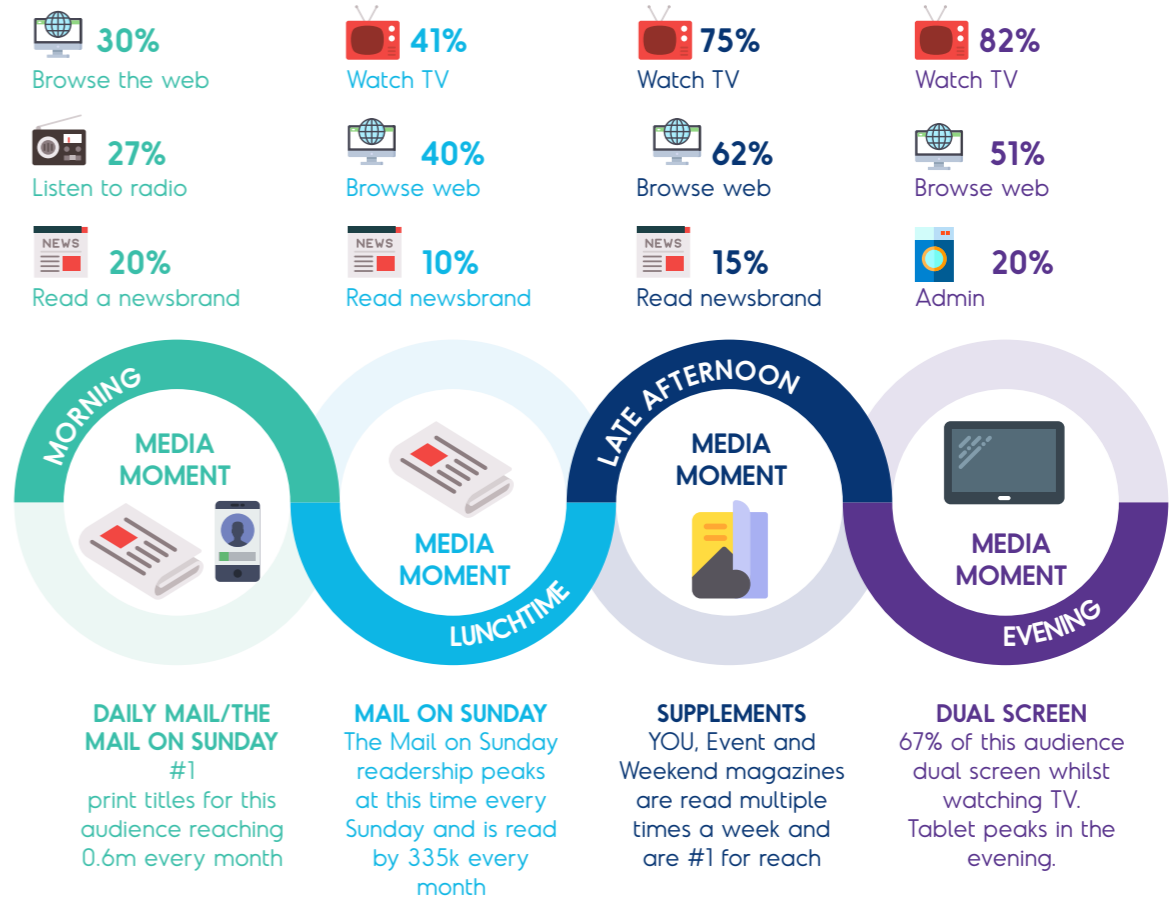 30%
Browse the web
27%
Listen to radio
NEWS
20%
Read a newsbrand
41%
Watch TV
40%
Browse web
NEWS
10%
Read newsbrand
75%
Watch TV
62%
Browse web
NEWS
15%
Read newsbrand
82%
Watch TV
51%
Browse web
20%
Admin
MORNING
MEDIA
MOMENT
MEDIA
MOMENT
LUNCHTIME
LATE AFTERNOON
MEDIA
MOMENT
MEDIA
MOMENT
EVENING
DAILY MAIL/THE
MAIL ON SUNDAY
#1
print titles for this
audience reaching
0.6m every month
MAIL ON SUNDAY
The Mail on Sunday
readership peaks
at this time every
Sunday and is read
by 335k every
month
SUPPLEMENTS
YOU, Event and
Weekend magazines
are read multiple
times a week and
are #1 for reach
DUAL SCREEN
67% of this audience
dual screen whilst
watching TV.
Tablet peaks in the
evening.